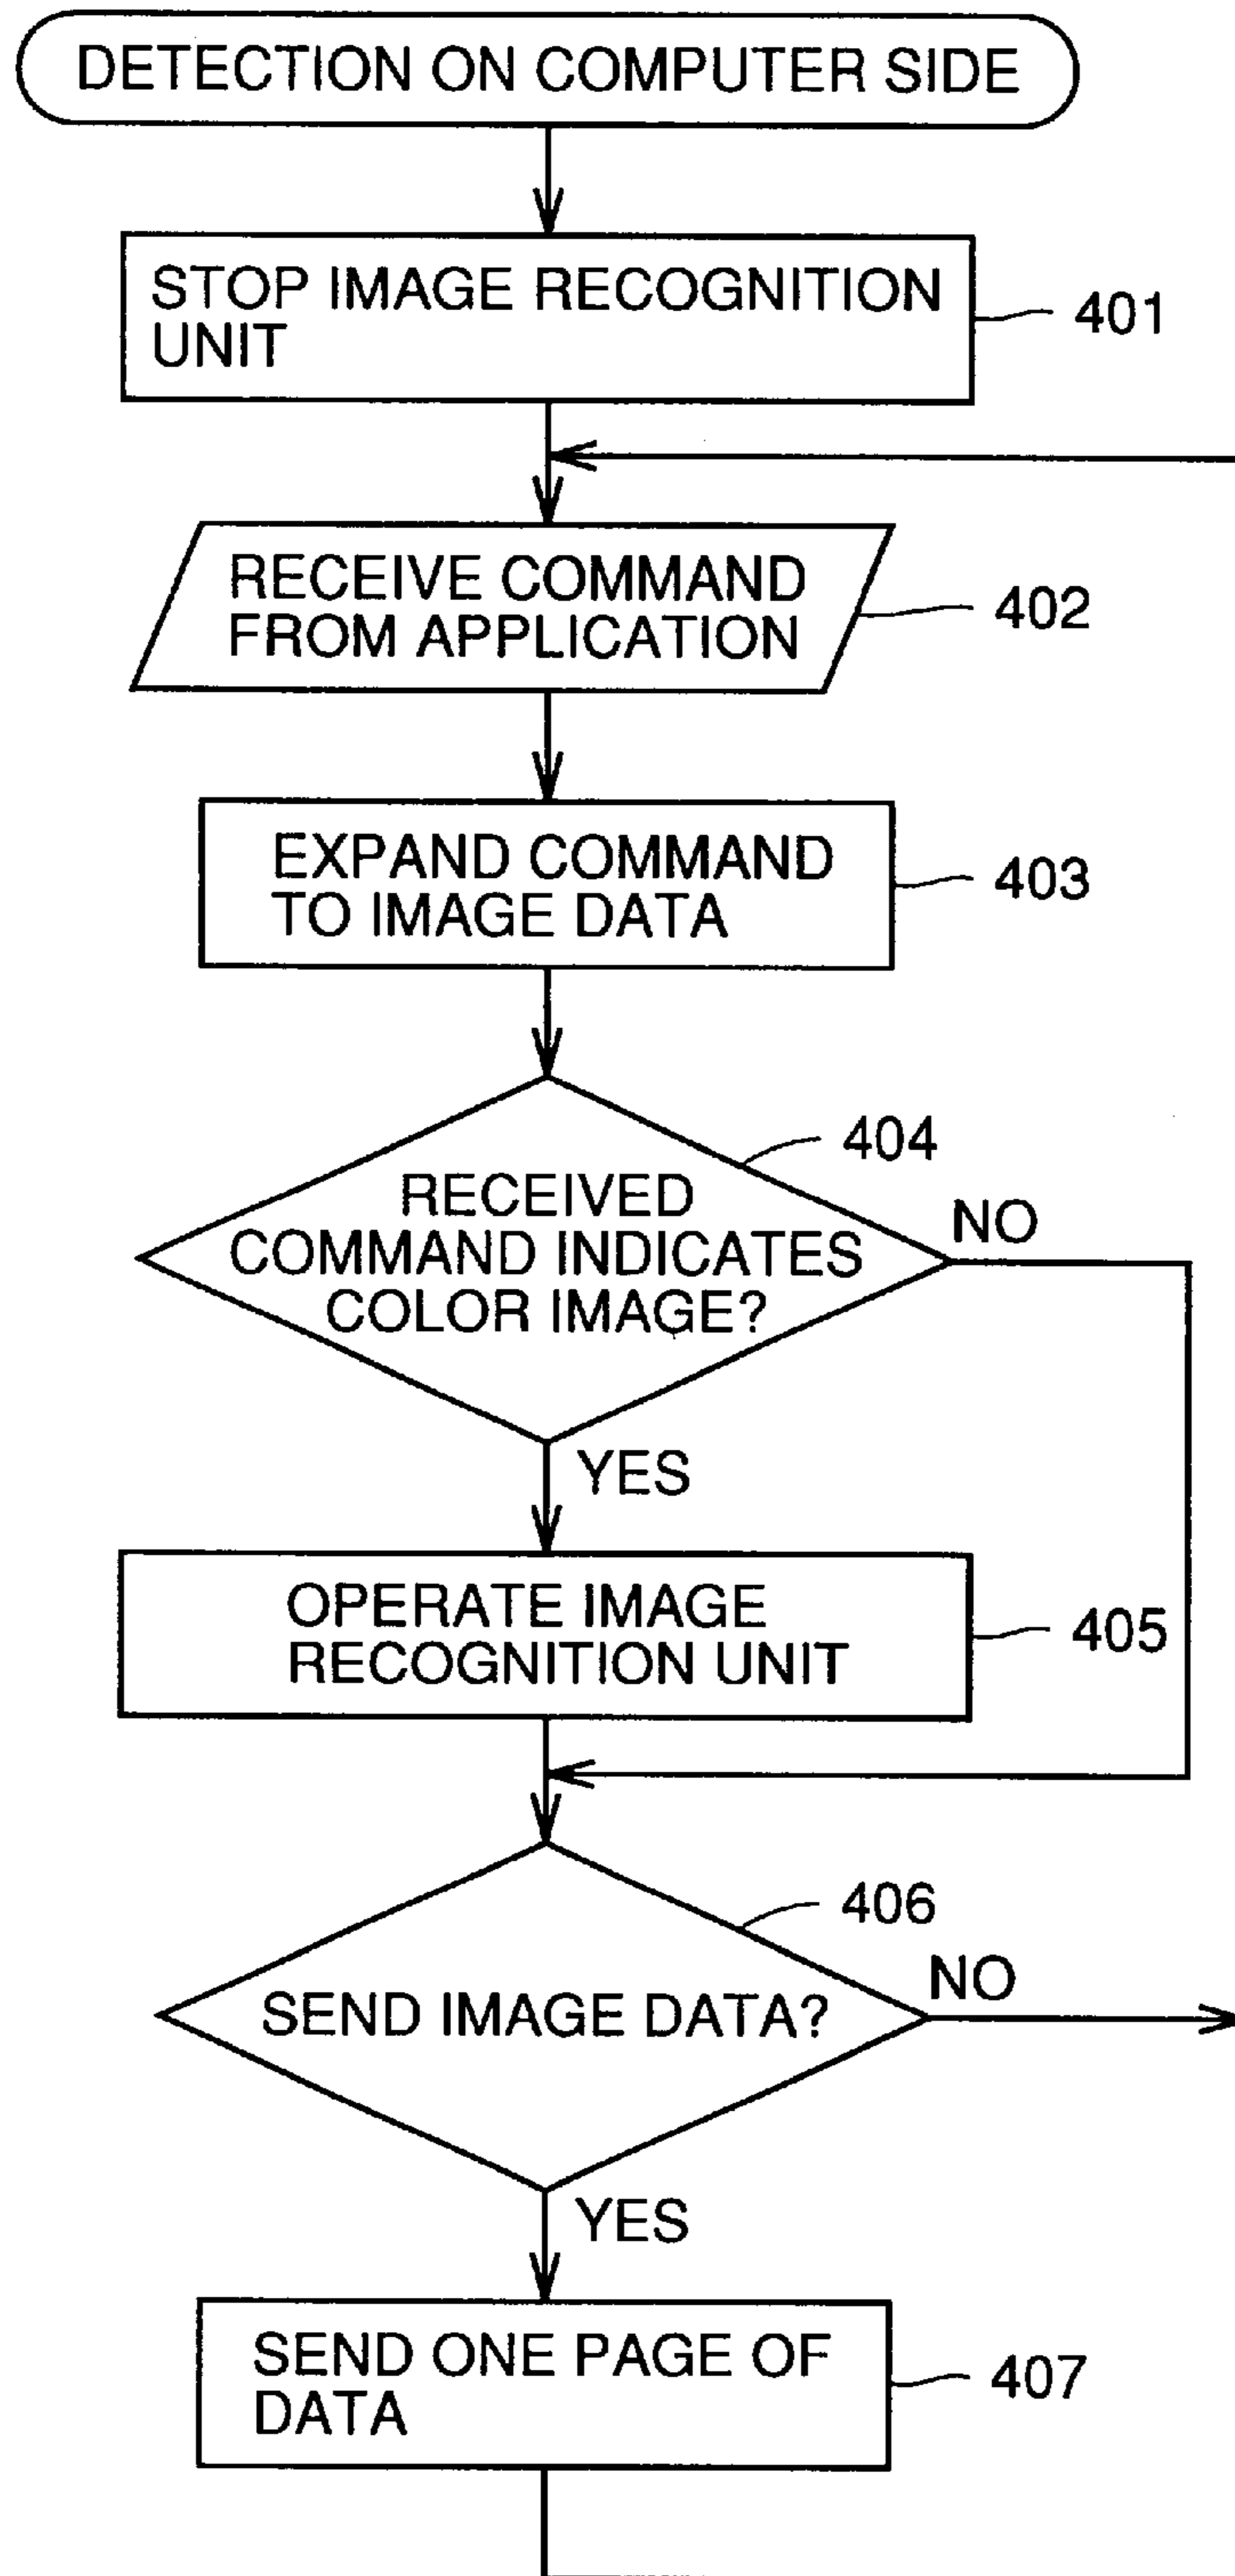 DETECTION ON COMPUTER SIDE
STOP IMAGE RECOGNITION
UNIT
401
RECEIVE COMMAND
FROM APPLICATION
402
EXPAND COMMAND
TO IMAGE DATA
403
404
RECEIVED
COMMAND INDICATES
COLOR IMAGE?
NO
YES
OPERATE IMAGE
RECOGNITION UNIT
405
406
SEND IMAGE DATA?
NO
YES
SEND ONE PAGE OF
DATA
407